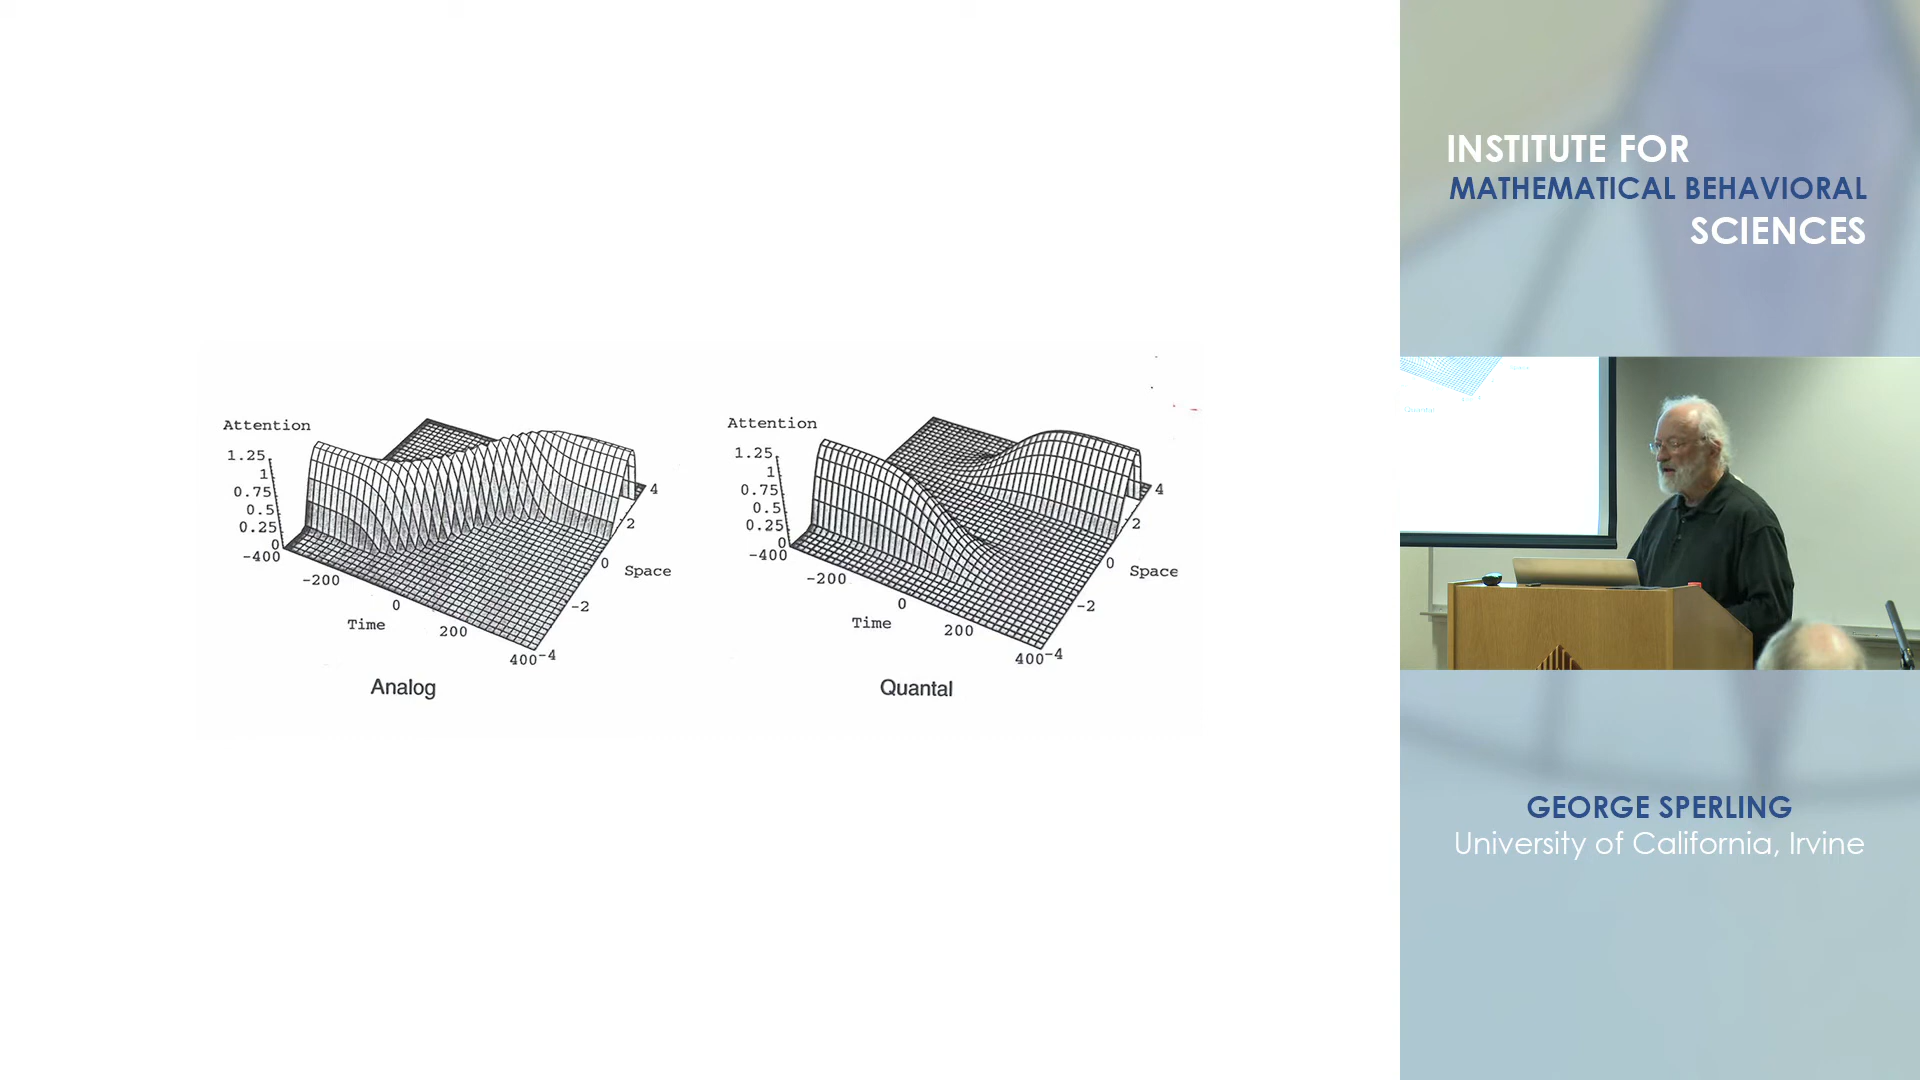 Attention
1.25
1
0.75
0.5
0.25
0
-400
-200
0
200
400
-4
-2
0
2
4
Time
Space
Analog
Attention
1.25
1
0.75
0.5
0.25
0
-400
-200
0
200
400
-4
-2
0
2
4
Time
Space
Quantal
INSTITUTE FOR
MATHEMATICAL BEHAVIORAL
SCIENCES
Quantal
GEORGE SPERLING
University of California, Irvine